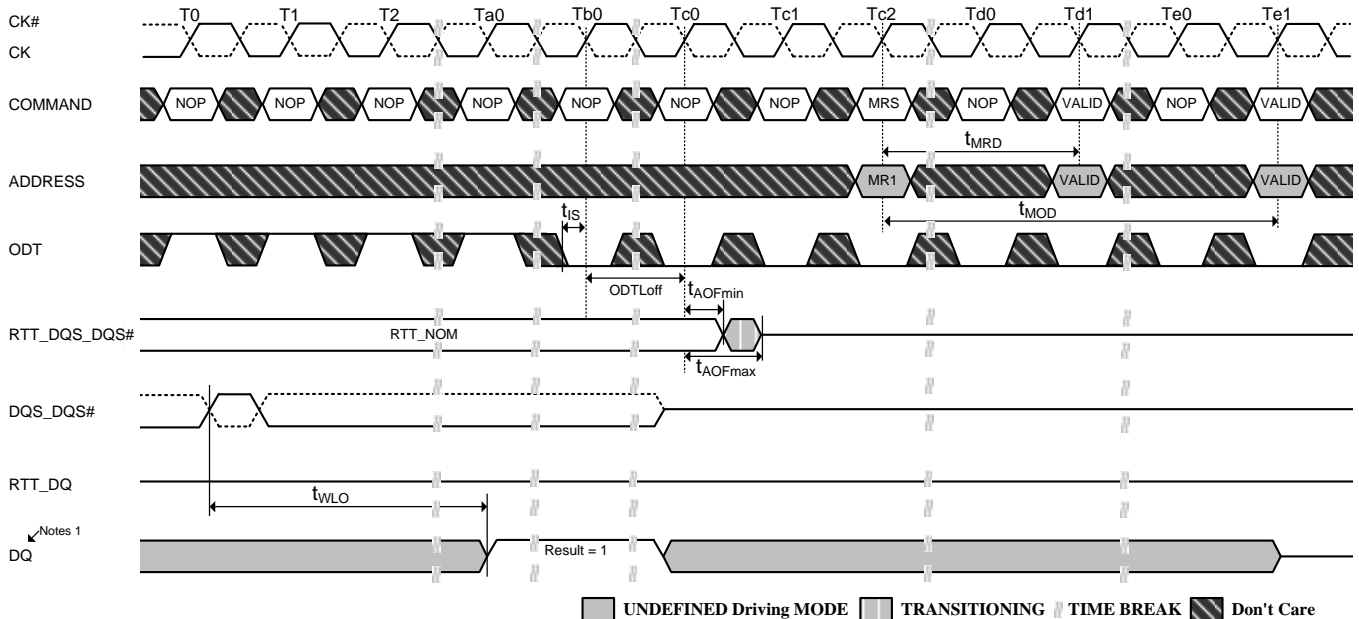 T0 T1 T2 Ta0 Tb0 Tc0 Tc1 Tc2 Td0 Td1 Te0 Te1
CK#
CK
COMMAND NOP NOP NOP NOP NOP NOP NOP MRS NOP VALID NOP VALID
tMRD
ADDRESS MR1 VALID VALID
tIS
tMOD
ODT
ODTLoff
tAOFmin
RTT_DQS_DQS# RTT_NOM
tAOFmax
DQS_DQS#
RTT_DQ
tWLO
Notes 1
DQ Result = 1
UNDEFINED Driving MODE TRANSITIONING TIME BREAK Don't Care